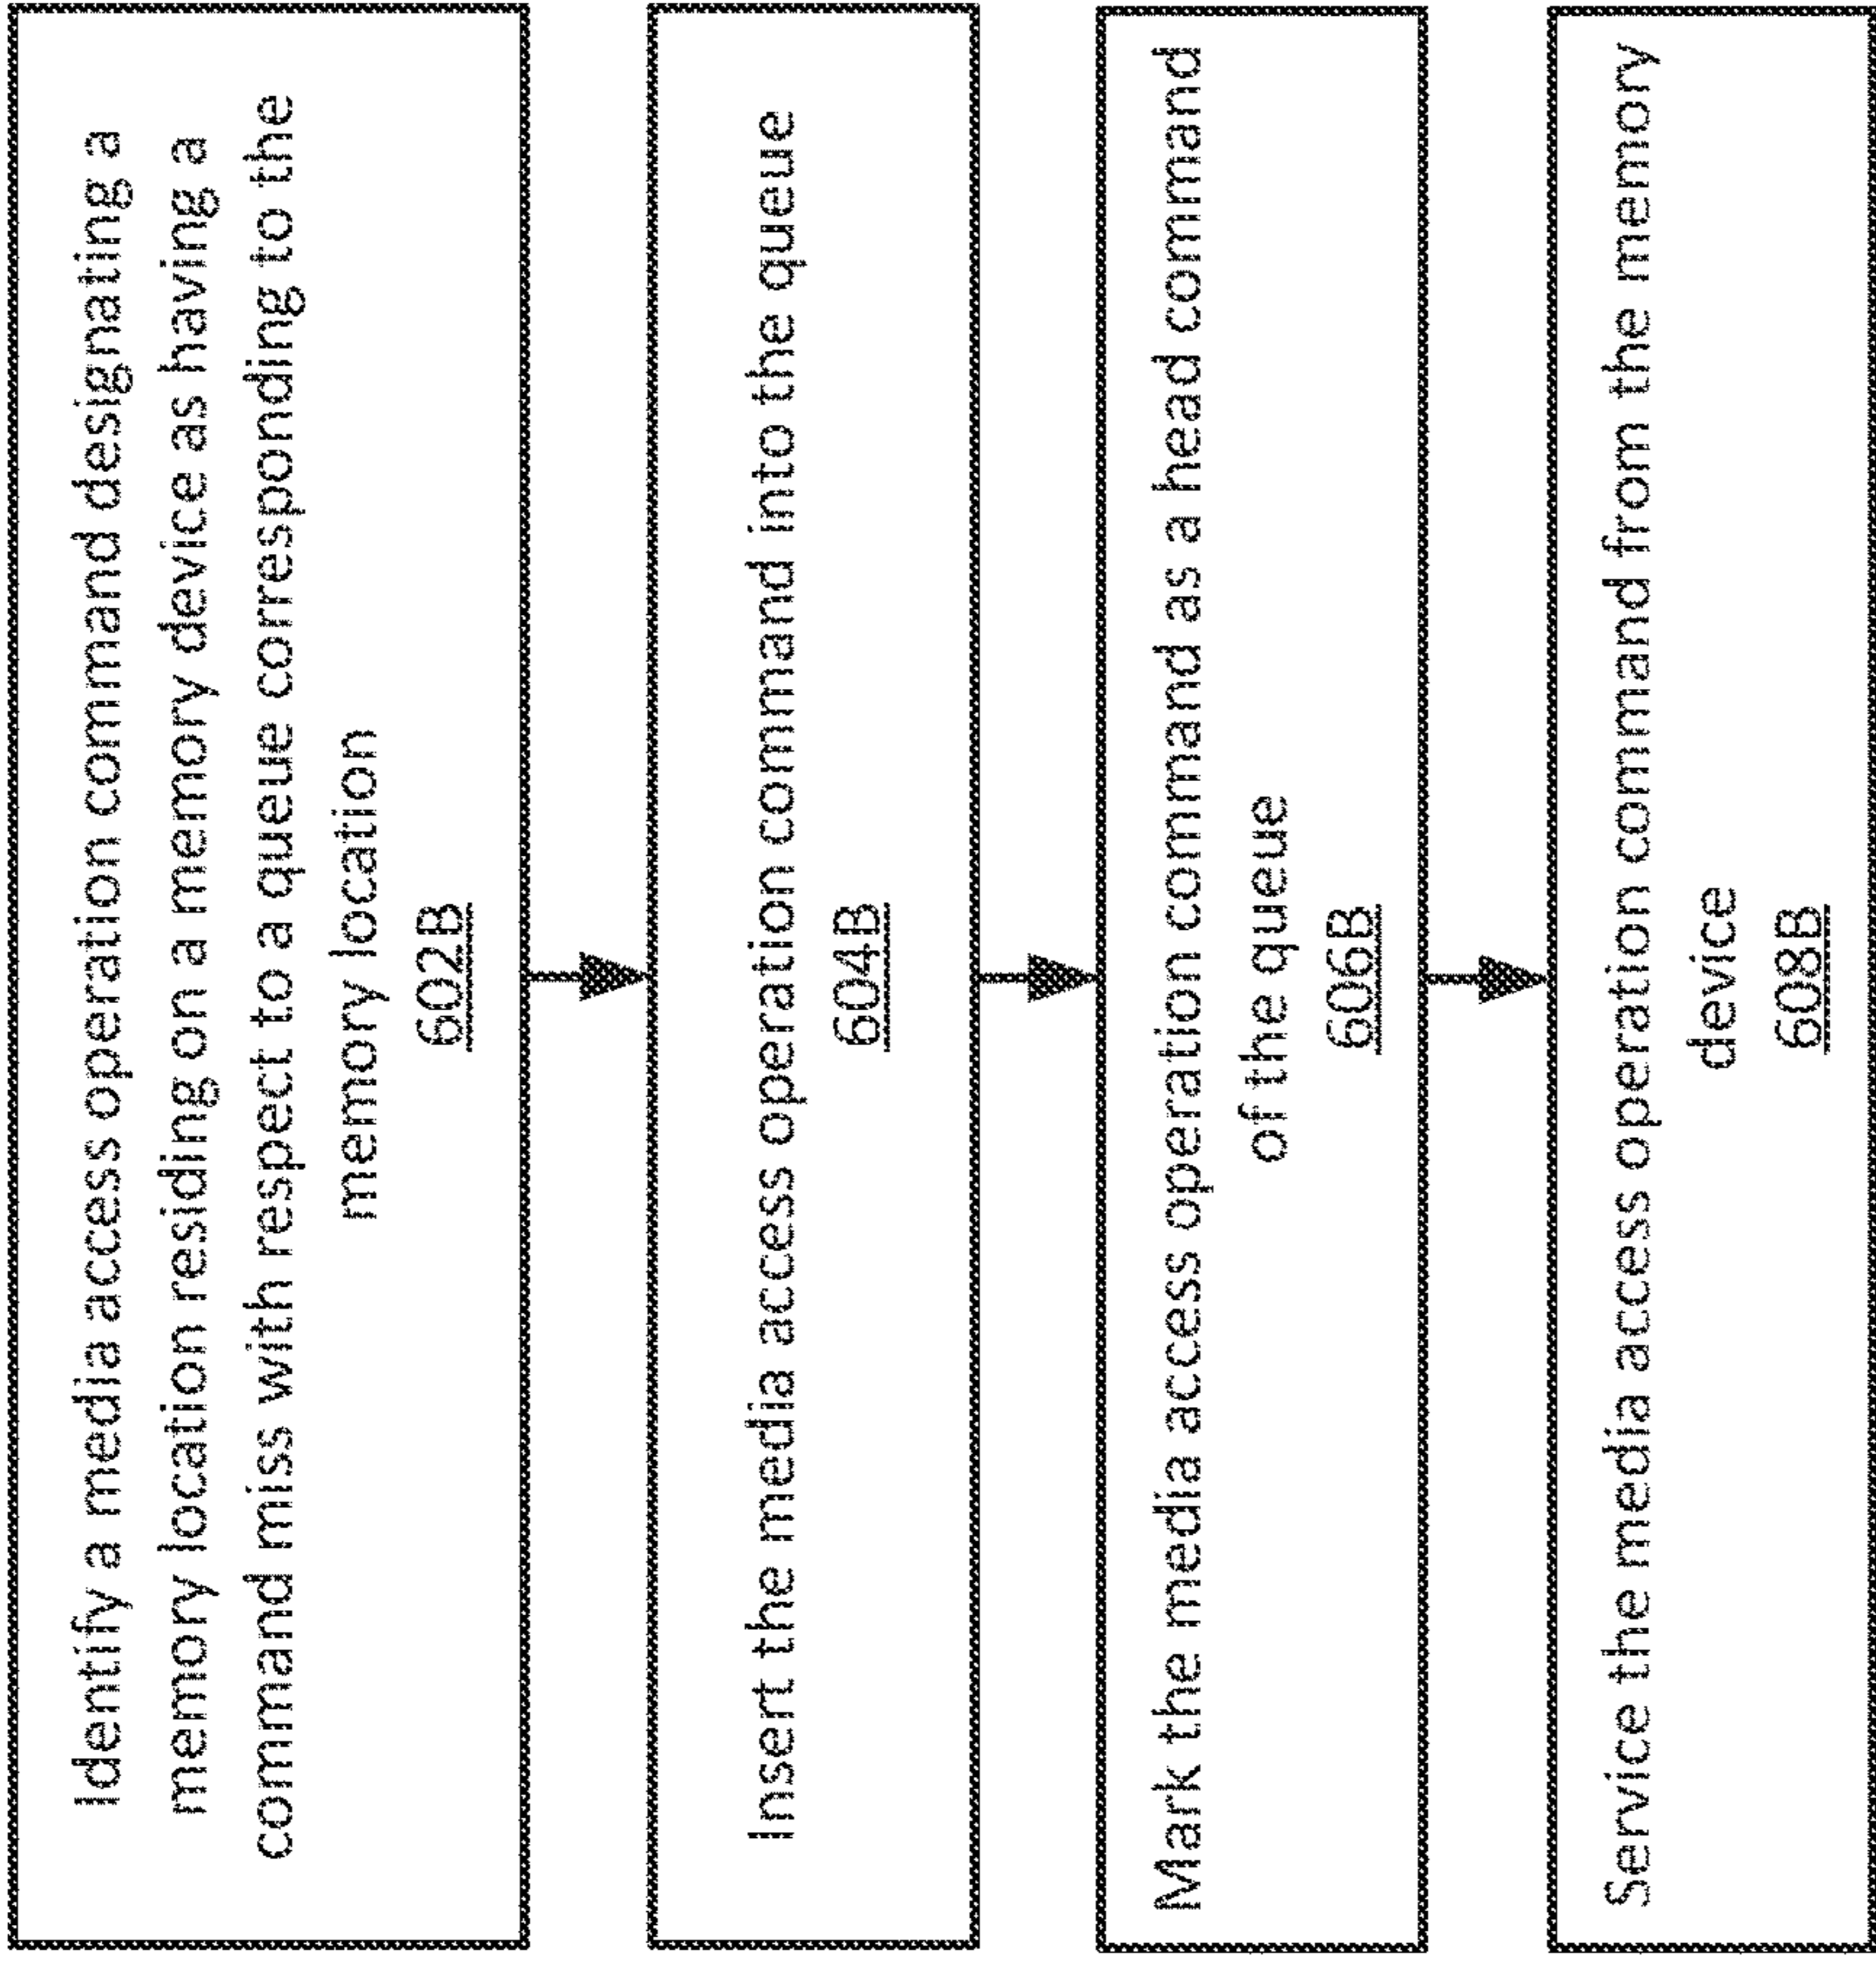 Identify a media access operation command designating a
memory location residing on a memory device as having a
command miss with respect to a queue corresponding to the
memory location
602B
Insert the media access operation command into the queue
604B
Mark the media access operation command as a head command
of the queue
606B
Service the media access operation command from the memory
device
608B